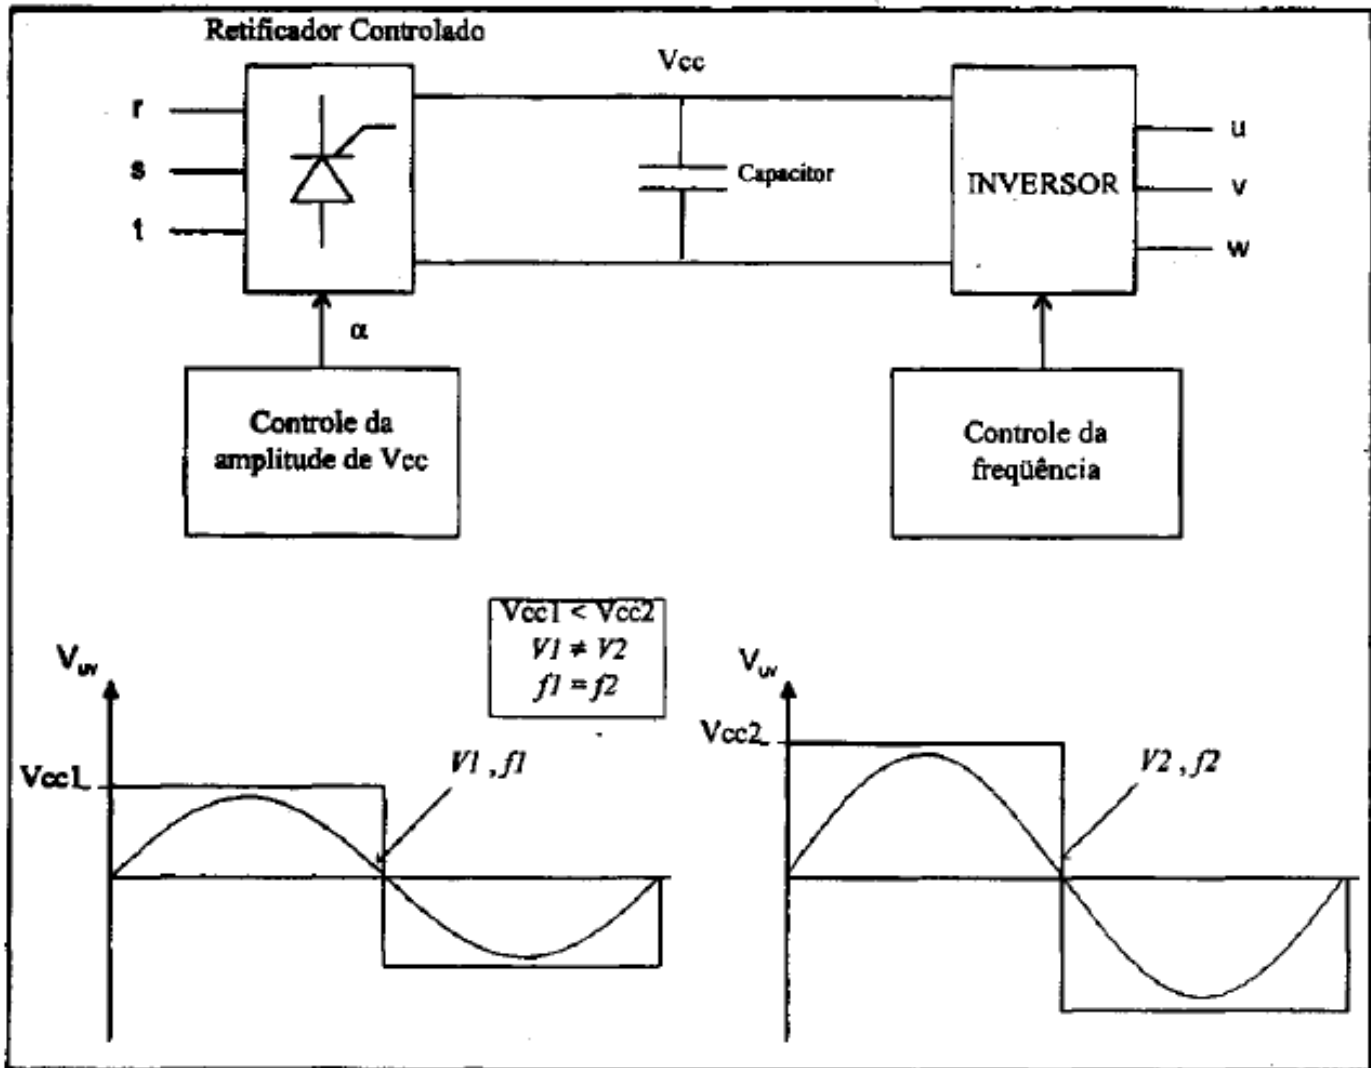 Retificador Controlado
Vcc
r
s
t
Capacitor
INVERSOR
u
v
w
α
Controle da
amplitude de Vcc
Controle da
freqüência
Vcc1 < Vcc2
V1 ≠ V2
f1 = f2
Vuv
Vcc1
V1 , f1
Vuv
Vcc2
V2 , f2